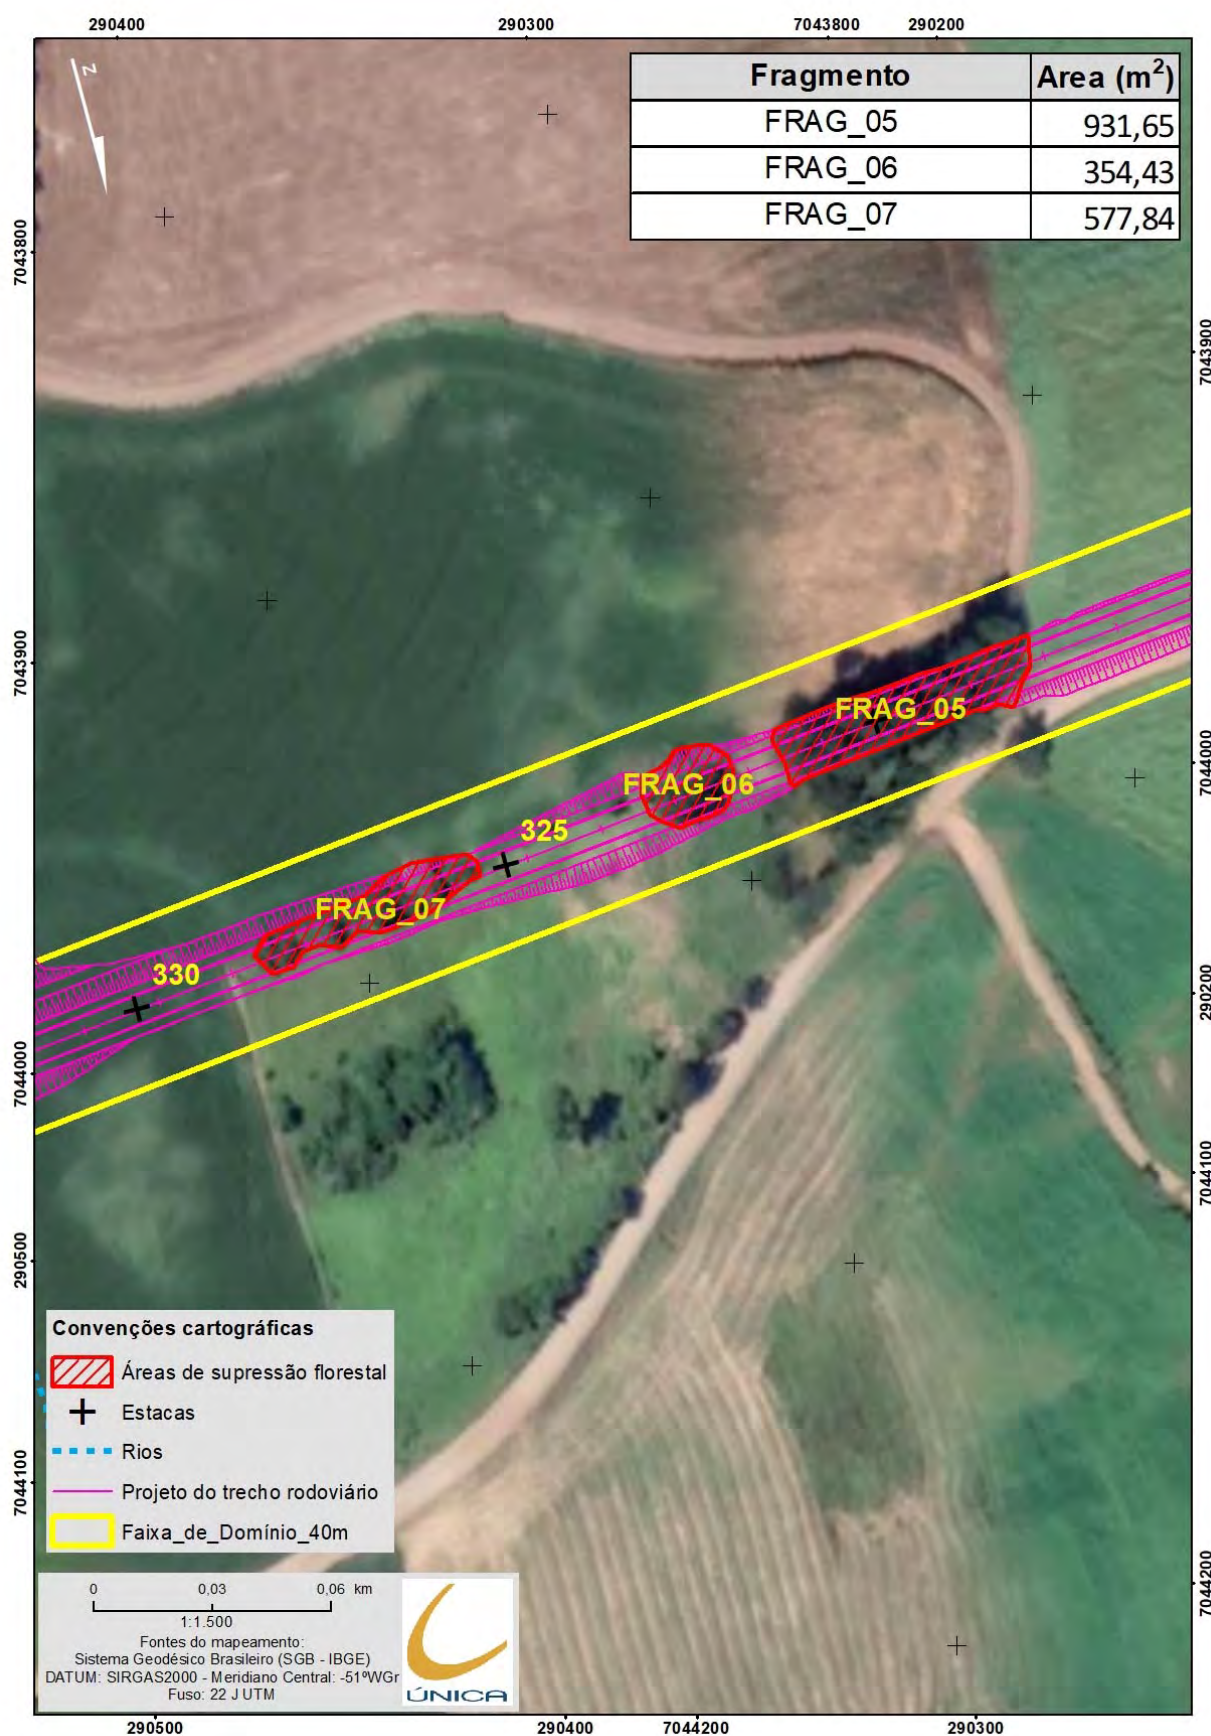 290400 290300 7043800 290200
Z
Fragmento Area (m²)
FRAG_05 931,65
FRAG_06 354,43
FRAG_07 577,84
7043800
7043900
7043900
FRAG_05
7044000
FRAG_06
325
FRAG_07
330
290200
7044000
7044100
290500
Convenções cartográficas
Áreas de supressão florestal
Estacas
Rios
Projeto do trecho rodoviário
Faixa_de_Domínio_40m
7044100
7044200
0 0,03 0,06 km
1:1.500
Fontes do mapeamento:
Sistema Geodésico Brasileiro (SGB - IBGE)
DATUM: SIRGAS2000 - Meridiano Central: -51ºWGr
Fuso: 22 J UTM
ÚNICA
290500 290400 7044200 290300